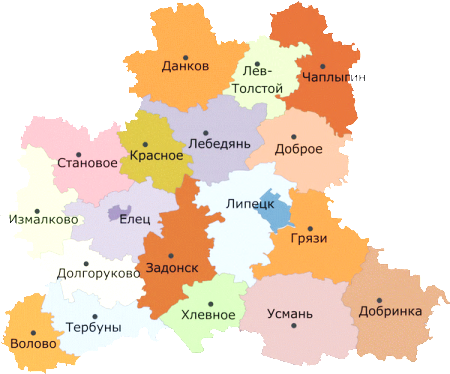 Данков
Лев-
Толстой
Чаплыгин
Лебедянь
Красное
Доброе
Становое
Измалково
Елец
Липецк
Грязи
Долгоруково
Задонск
Хлевное
Усмань
Добринка
Тербуны
Волово